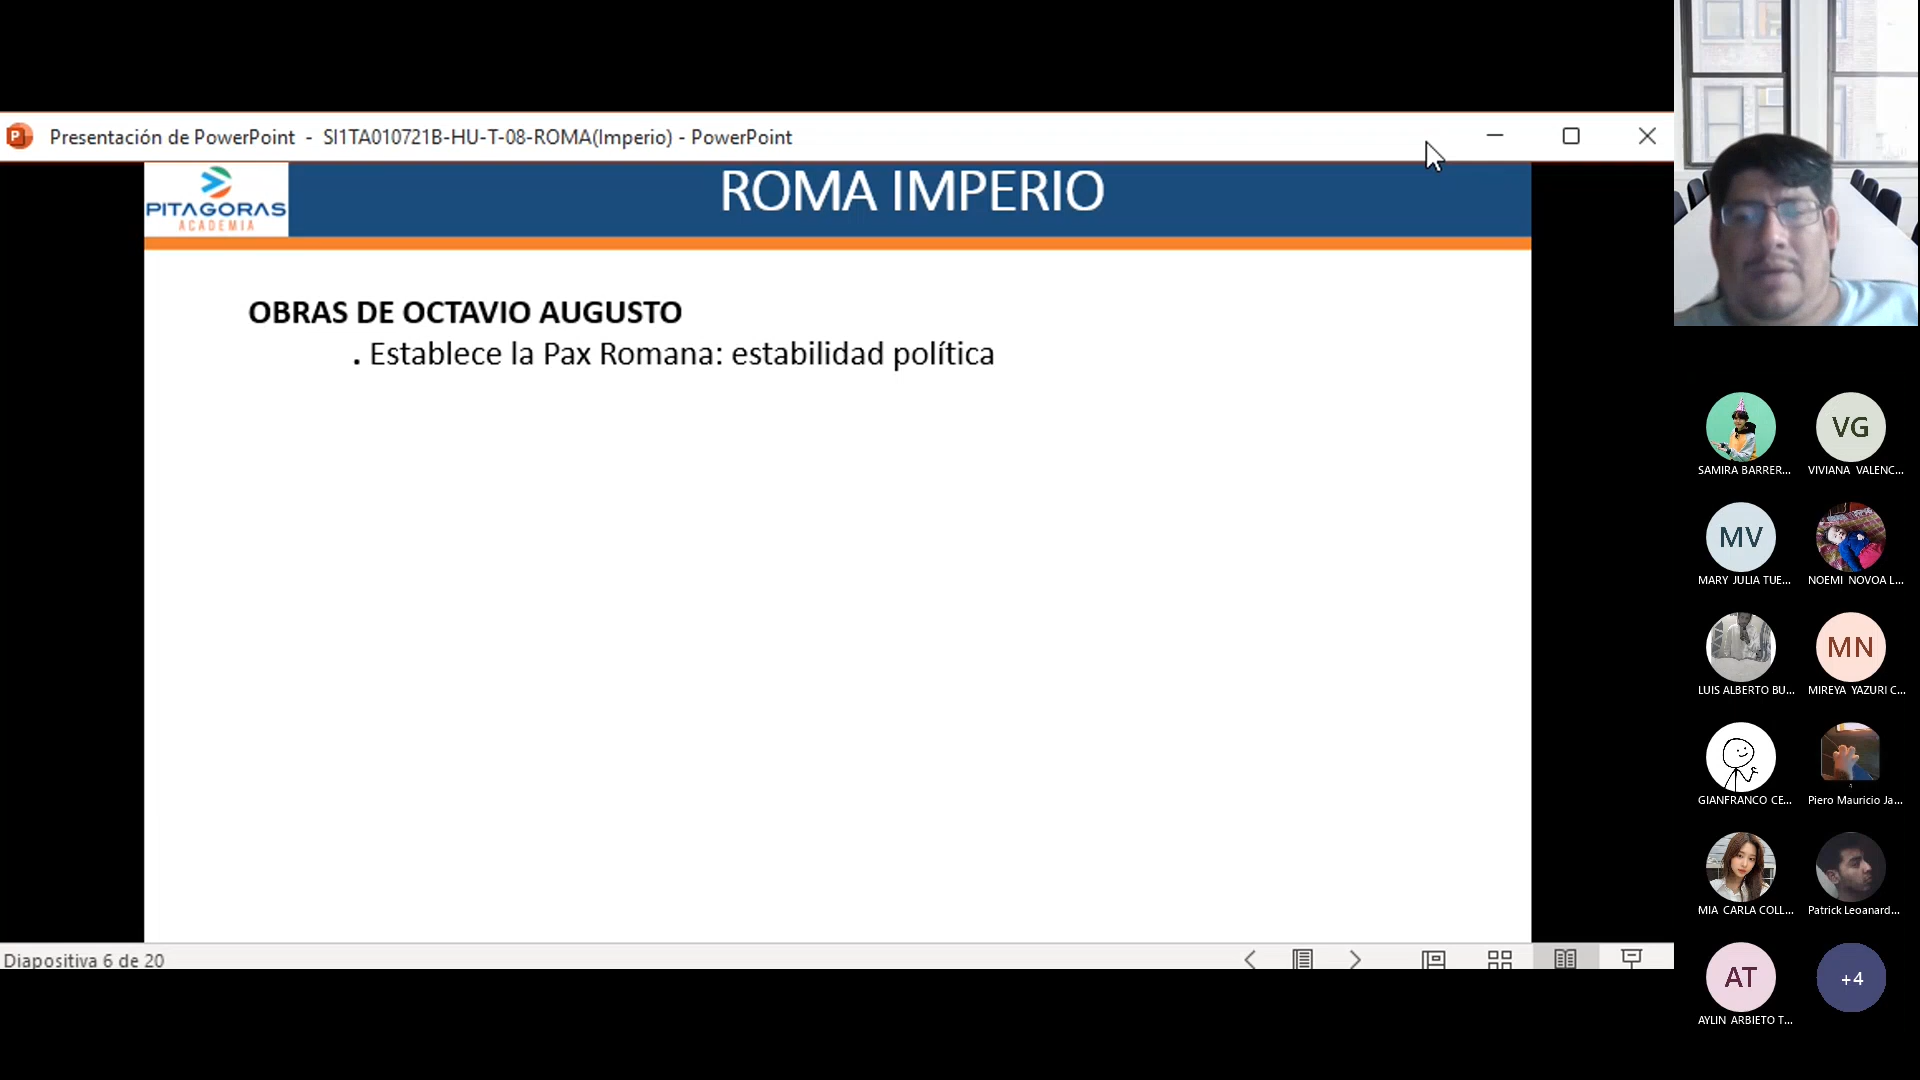 Presentación de PowerPoint - SI1TA010721B-HU-T-08-ROMA(Imperio) - PowerPoint
PITAGORAS
ACADEMIA
ROMA IMPERIO
OBRAS DE OCTAVIO AUGUSTO
. Establece la Pax Romana: estabilidad política
Diapositiva 6 de 20
VG
SAMIRA BARRER...
VIVIANA VALENC...
MV
MARY JULIA TUE...
NOEMI NOVOA L...
MN
LUIS ALBERTO BU...
MIREYA YAZURI C...
GIANFRANCO CE...
Piero Mauricio Ja...
MIA CARLA COLL...
Patrick Leoanard...
AT
+4
AYLIN ARBIETO T...